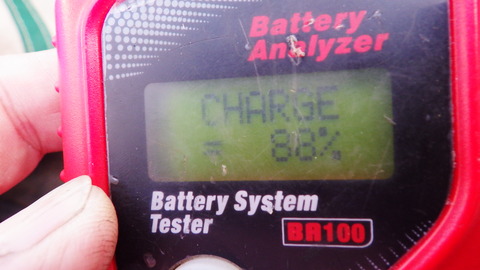 Battery
Analyzer
CHARGE
= 88%
Battery System
Tester
BR100